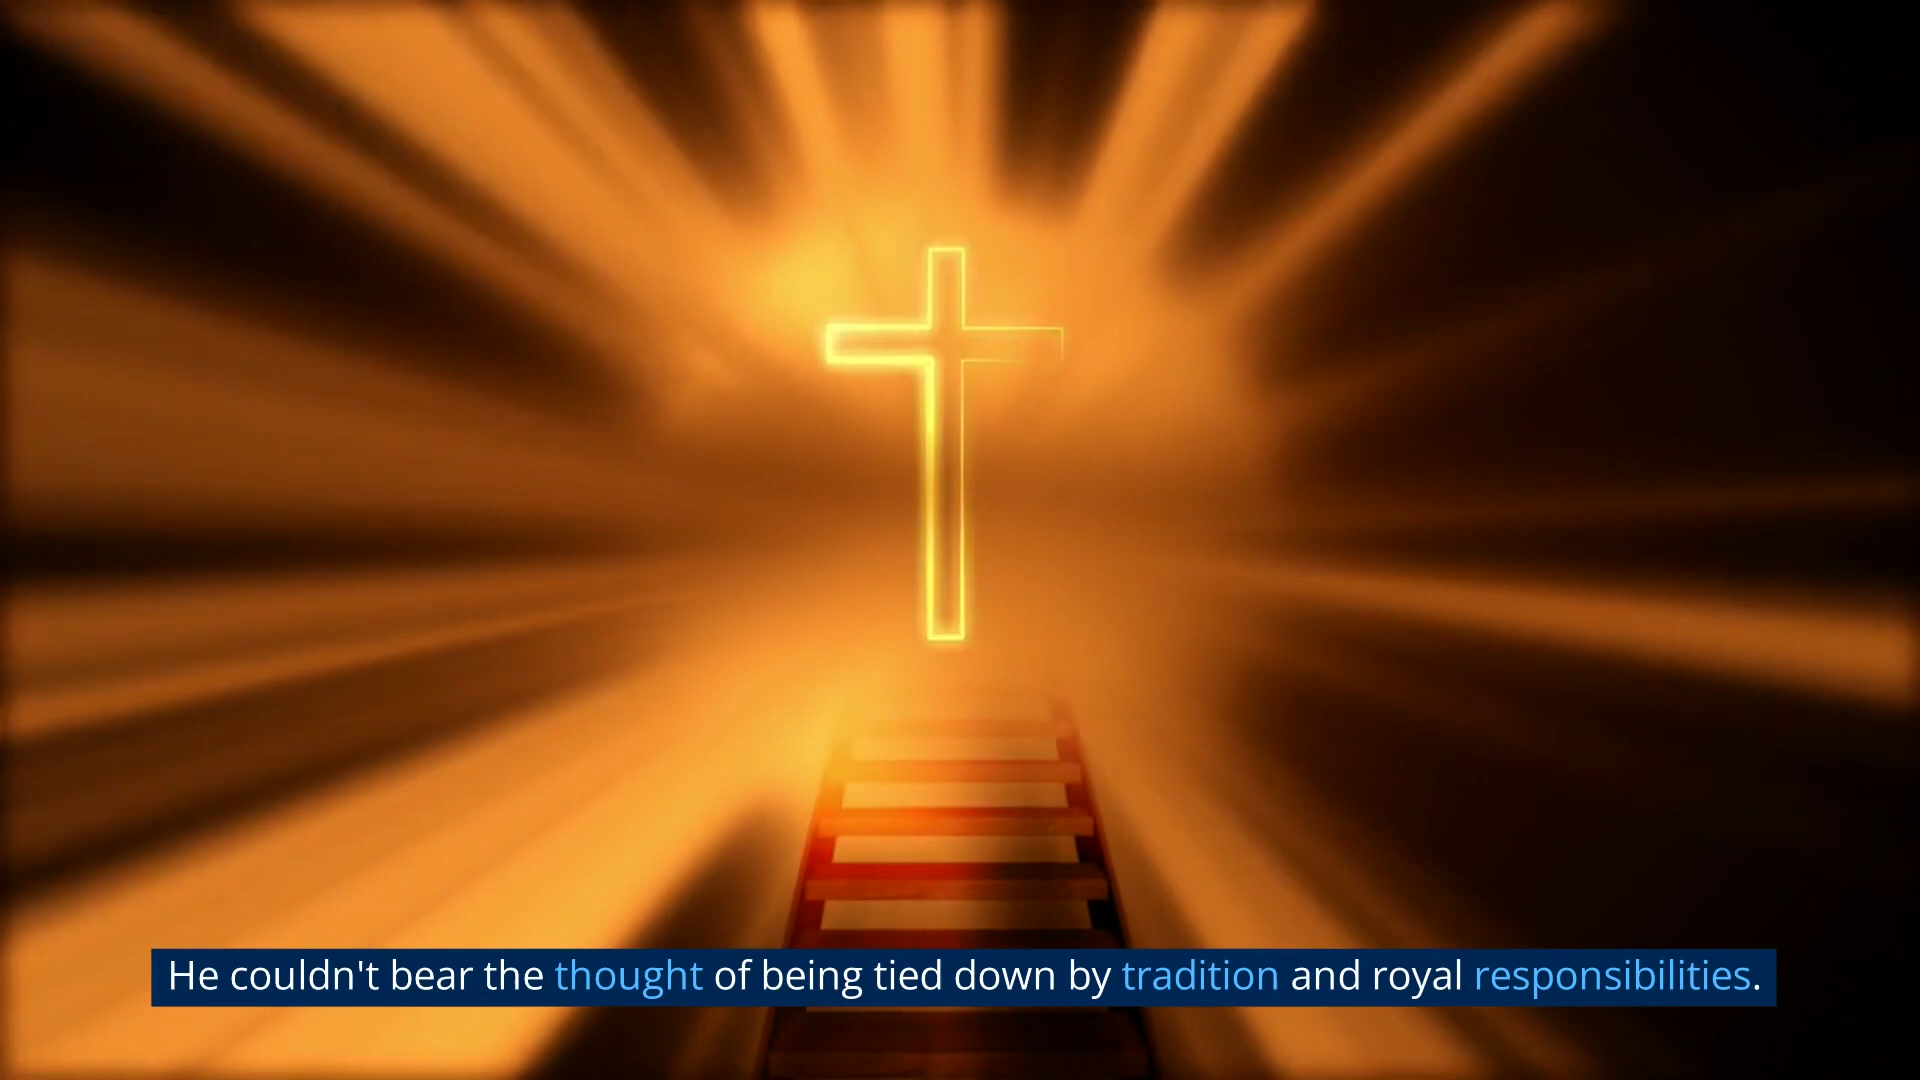 He couldn't bear the thought of being tied down by tradition and royal responsibilities.